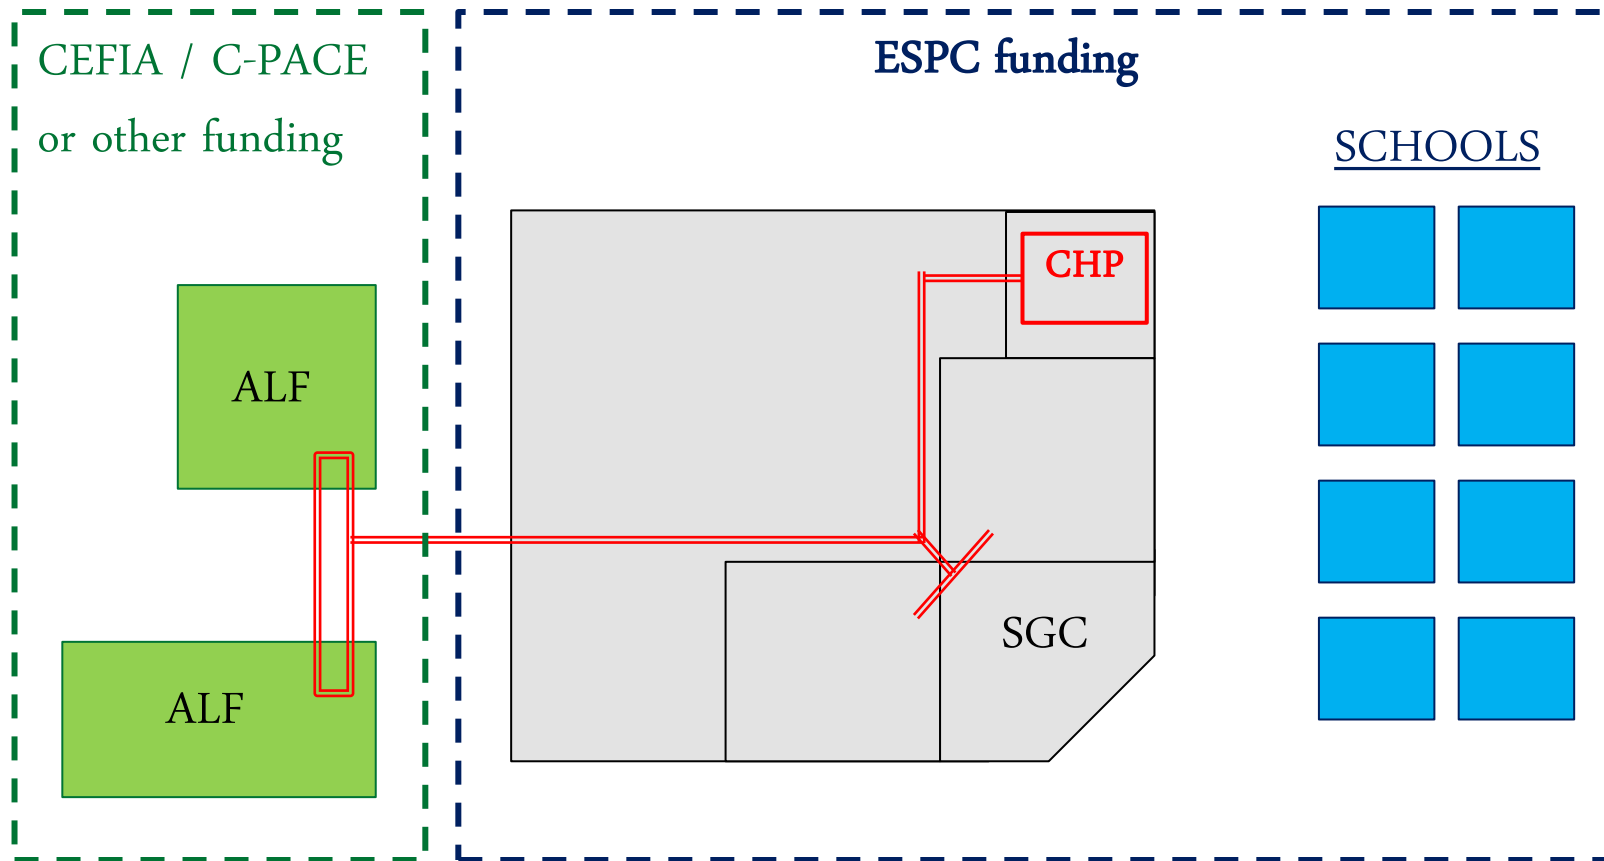 CEFIA / C-PACE
or other funding
ESPC funding
SCHOOLS
CHP
ALF
SGC
ALF